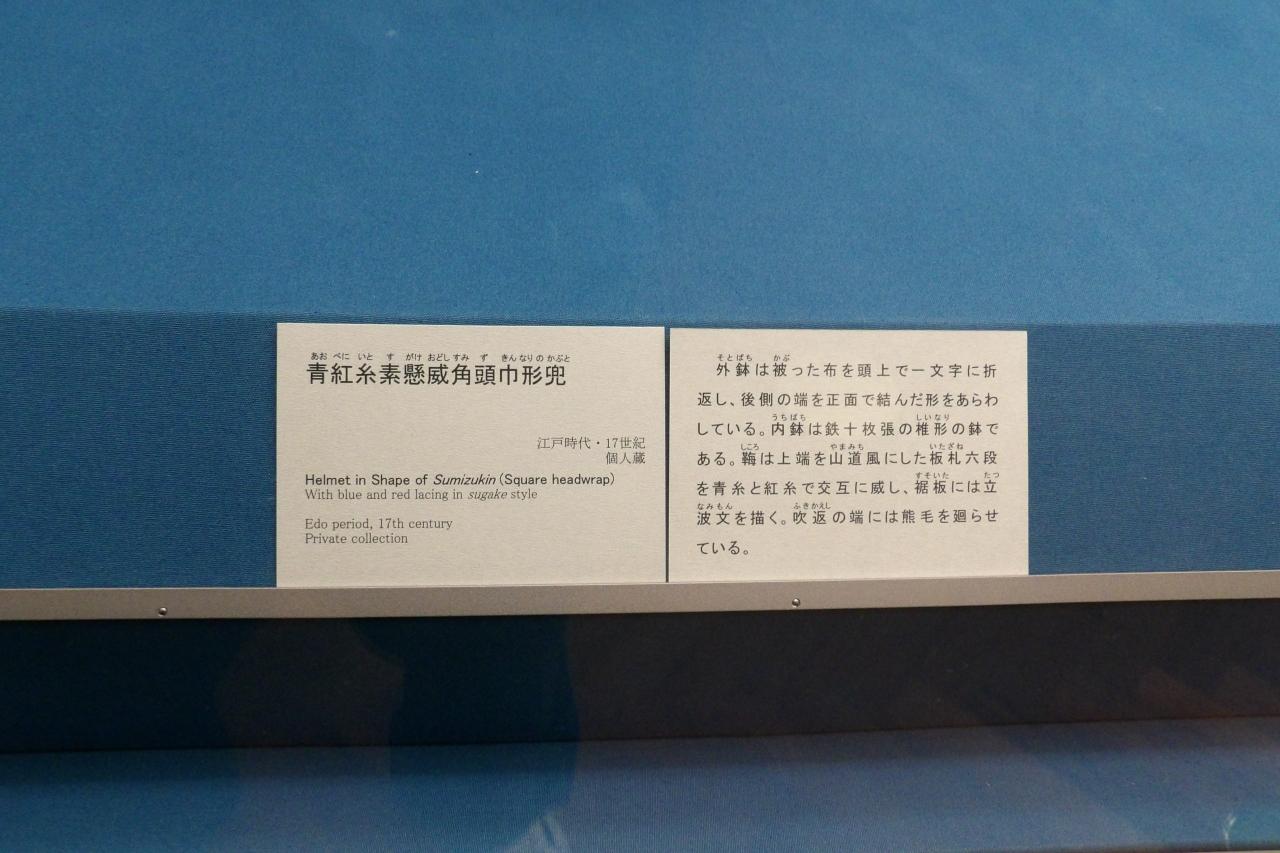 あお べに いと す がけ おどし すみ ず きん なり の かぶと
青紅糸素懸威角頭巾形兜
江戸時代・17世紀
個人蔵
Helmet in Shape of Sumizukin (Square headwrap)
With blue and red lacing in sugake style
Edo period, 17th century
Private collection
そとばち かぶ
外鉢は被った布を頭上で一文字に折
返し、後側の端を正面で結んだ形をあらわ
うちばち しいなり
している。内鉢は鉄十枚張の椎形の鉢で
しころ やまみち いたざね
ある。䩜は上端を山道風にした板札六段
すそいた たつ
を青糸と紅糸で交互に威し、裾板には立
なみもん ふきかえし
波文を描く。吹返の端には熊毛を廻らせ
ている。